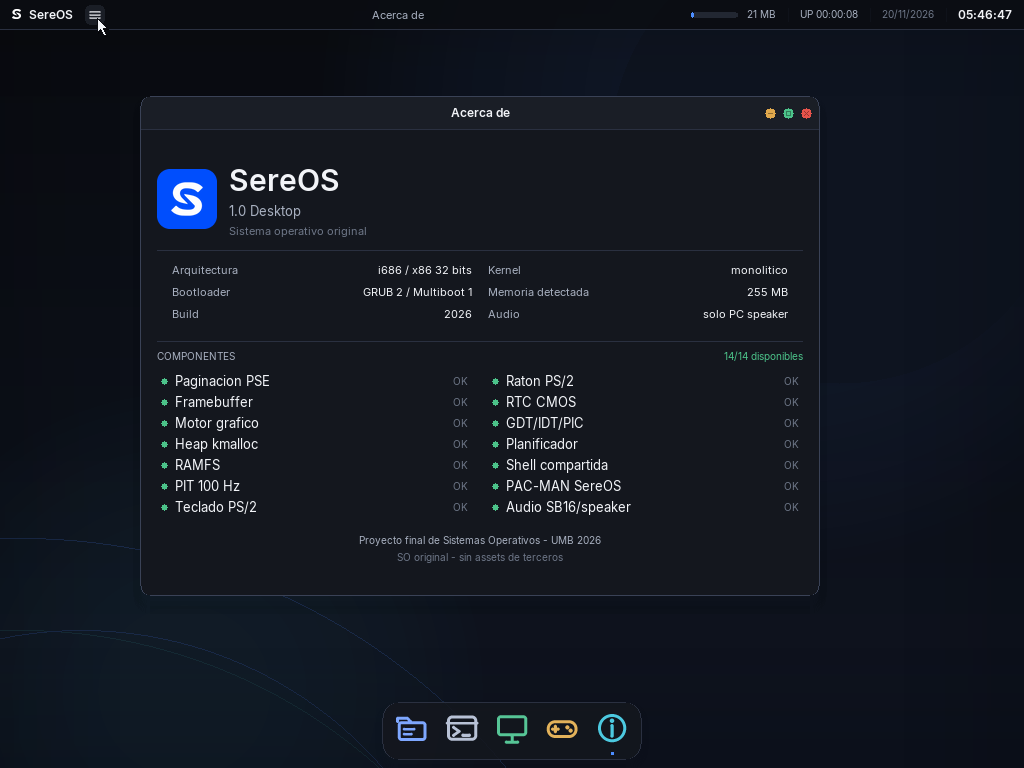 S SereOS Acerca de 21 MB UP 00:00:08 20/11/2026 05:46:47
Acerca de
S
SereOS
1.0 Desktop
Sistema operativo original
Arquitectura i686 / x86 32 bits Kernel monolitico
Bootloader GRUB 2 / Multiboot 1 Memoria detectada 255 MB
Build 2026 Audio solo PC speaker
COMPONENTES 14/14 disponibles
Paginacion PSE OK Raton PS/2 OK
Framebuffer OK RTC CMOS OK
Motor grafico OK GDT/IDT/PIC OK
Heap kmalloc OK Planificador OK
RAMFS OK Shell compartida OK
PIT 100 Hz OK PAC-MAN SereOS OK
Teclado PS/2 OK Audio SB16/speaker OK
Proyecto final de Sistemas Operativos - UMB 2026
SO original - sin assets de terceros